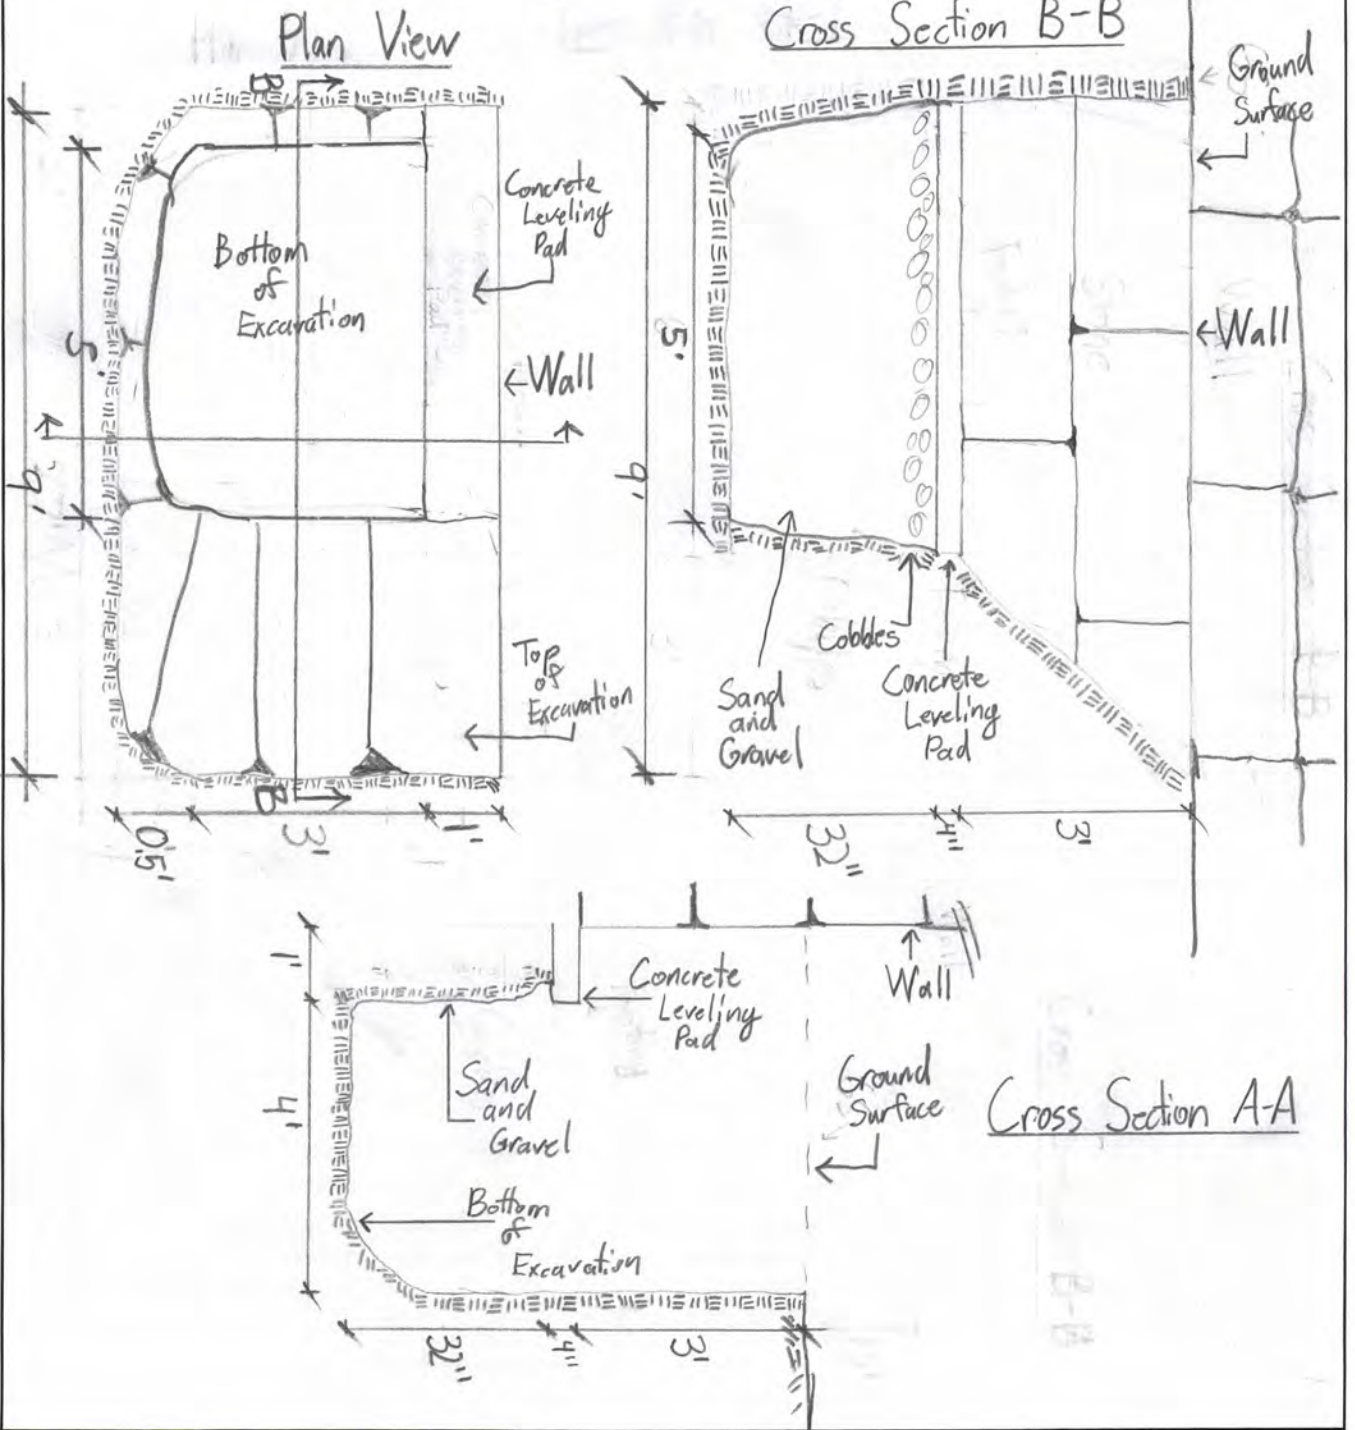 Plan View
B
Concrete
Leveling
Pad
Bottom
of
Excavation
Wall
5'
9'
Top
of
Excavation
B
0.5'
3'
1'
Cross Section B-B
Ground
Surface
Wall
5'
9'
Cobbles
Sand
and
Gravel
Concrete
Leveling
Pad
32"
4"
3'
1'
Concrete
Leveling
Pad
Wall
Sand
and
Gravel
Ground
Surface
Cross Section A-A
4'
Bottom
of
Excavation
32"
4"
3'